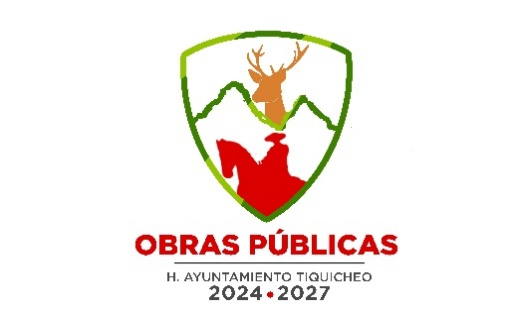 OBRAS PÚBLICAS
H. AYUNTAMIENTO TIQUICHEO
2024 • 2027